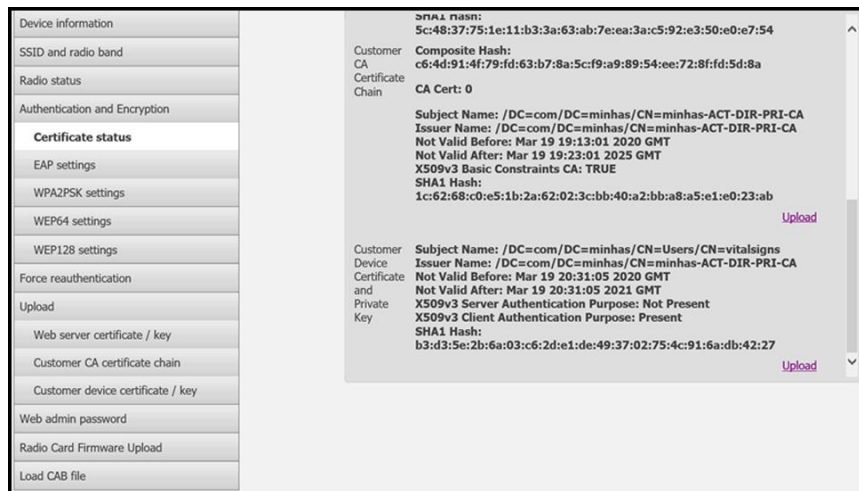 Device information
SSID and radio band
Radio status
Authentication and Encryption
Certificate status
EAP settings
WPA2PSK settings
WEP64 settings
WEP128 settings
Force reauthentication
Upload
Web server certificate / key
Customer CA certificate chain
Customer device certificate / key
Web admin password
Radio Card Firmware Upload
Load CAB file
SHA1 Hash:
5c:48:37:75:1e:11:b3:3a:63:ab:7e:ea:3a:c5:92:e3:50:e0:e7:54
Customer
CA
Certificate
Chain
Composite Hash:
c6:4d:91:4f:79:fd:63:b7:8a:5c:f9:a9:89:54:ee:72:8f:fd:5d:8a
CA Cert: 0
Subject Name: /DC=com/DC=minhas/CN=minhas-ACT-DIR-PRI-CA
Issuer Name: /DC=com/DC=minhas/CN=minhas-ACT-DIR-PRI-CA
Not Valid Before: Mar 19 19:13:01 2020 GMT
Not Valid After: Mar 19 19:23:01 2025 GMT
X509v3 Basic Constraints CA: TRUE
SHA1 Hash:
1c:62:68:c0:e5:1b:2a:62:02:3c:bb:40:a2:bb:a8:a5:e1:e0:23:ab
Upload
Customer
Device
Certificate
and
Private
Key
Subject Name: /DC=com/DC=minhas/CN=Users/CN=vitalsigns
Issuer Name: /DC=com/DC=minhas/CN=minhas-ACT-DIR-PRI-CA
Not Valid Before: Mar 19 20:31:05 2020 GMT
Not Valid After: Mar 19 20:31:05 2021 GMT
X509v3 Server Authentication Purpose: Not Present
X509v3 Client Authentication Purpose: Present
SHA1 Hash:
b3:d3:5e:2b:6a:03:c6:2d:e1:de:49:37:02:75:4c:91:6a:db:42:27
Upload